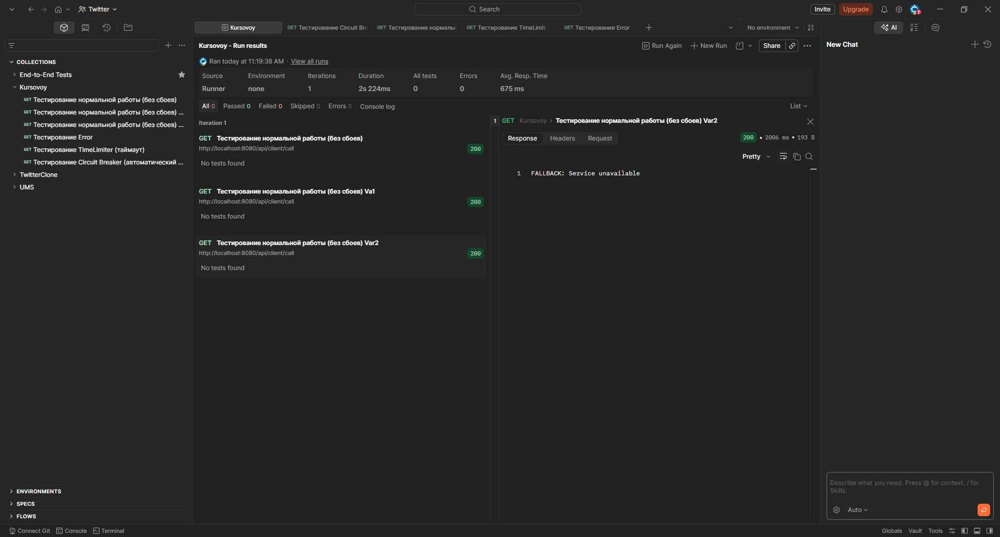 Twitter
Search
Invite
Upgrade
Kursovoy
GET Тестирование Circuit Bre
GET Тестирование нормальн
GET Тестирование TimeLimit
GET Тестирование Error
No environment
AI
Kursovoy - Run results
Run Again
New Run
Share
New Chat
Ran today at 11:19:38 AM · View all runs
COLLECTIONS
End-to-End Tests
Kursovoy
GET Тестирование нормальной работы (без сбоев)
GET Тестирование нормальной работы (без сбоев) ...
GET Тестирование нормальной работы (без сбоев) ...
GET Тестирование Error
GET Тестирование TimeLimiter (таймаут)
GET Тестирование Circuit Breaker (автоматический ...
TwitterClone
UMS
Source Environment Iterations Duration All tests Errors Avg. Resp. Time
Runner none 1 2s 224ms 0 0 675 ms
All 0 Passed 0 Failed 0 Skipped 0 Errors 0 Console log
List
Iteration 1
GET Тестирование нормальной работы (без сбоев)
http://localhost:8080/api/client/call
200
No tests found
GET Тестирование нормальной работы (без сбоев) Va1
http://localhost:8080/api/client/call
200
No tests found
GET Тестирование нормальной работы (без сбоев) Var2
http://localhost:8080/api/client/call
200
No tests found
1
GET Kursovoy > Тестирование нормальной работы (без сбоев) Var2
Response Headers Request
200 • 2006 ms • 193 B
Pretty
1 FALLBACK: Service unavailable
Describe what you need. Press @ for context, / for
Skills.
Auto
ENVIRONMENTS
SPECS
FLOWS
Connect Git Console Terminal
Globals Vault Tools